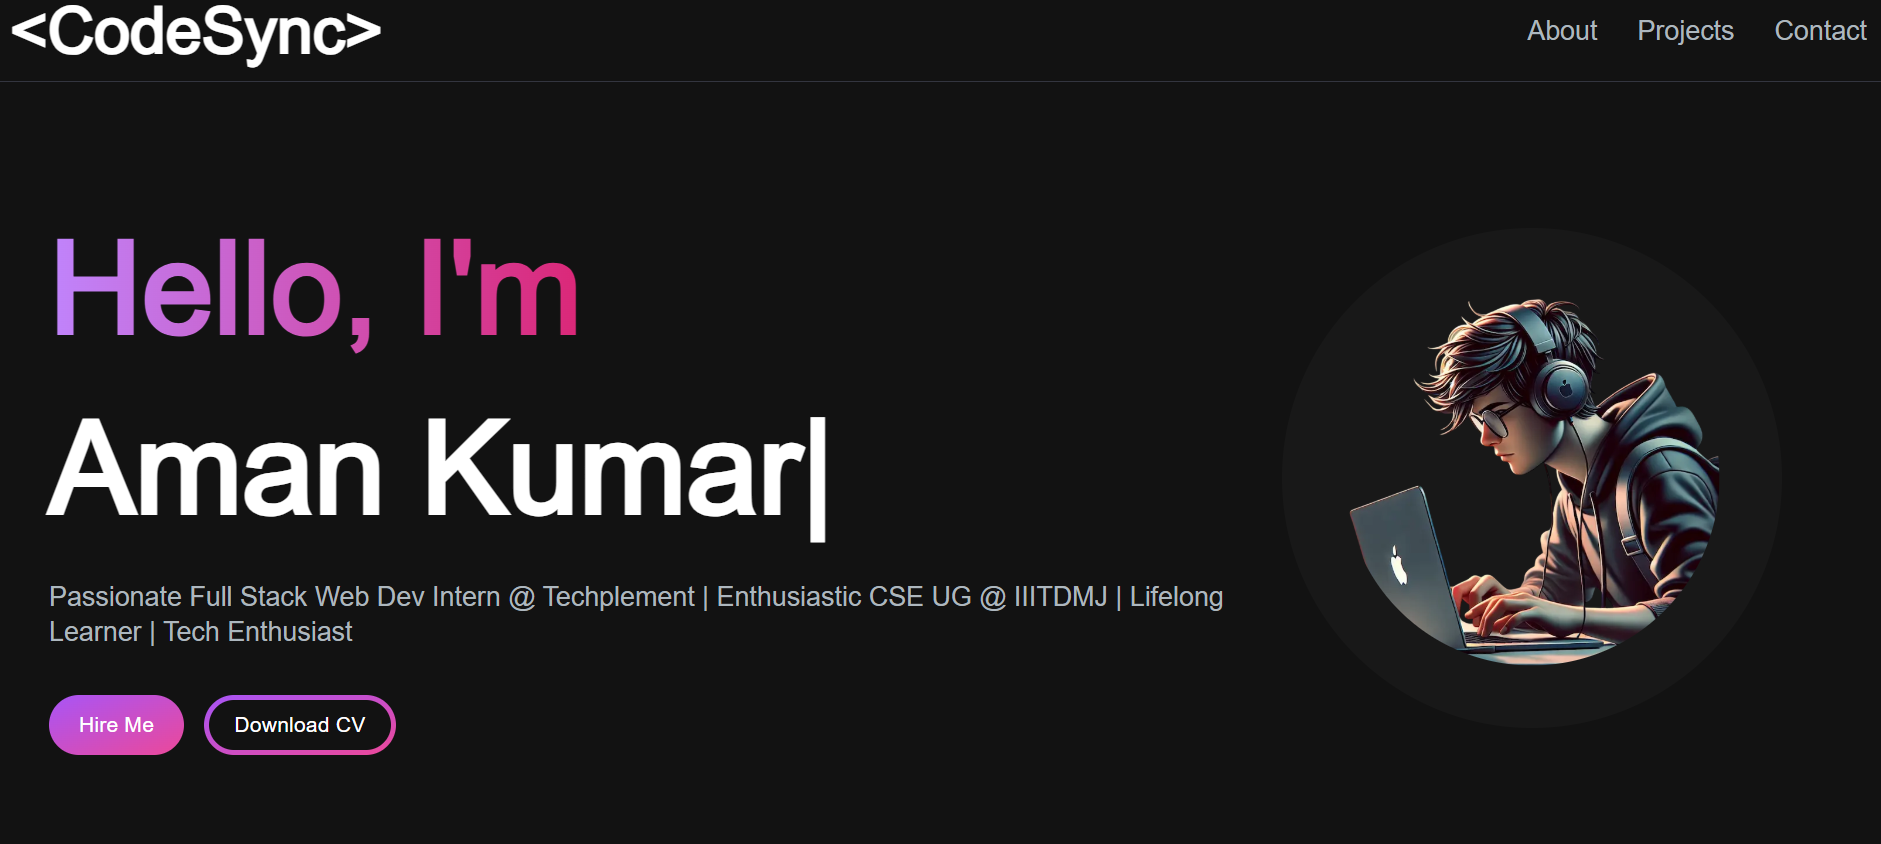 <CodeSync>
About Projects Contact
Hello, I'm
Aman Kumar|
Passionate Full Stack Web Dev Intern @ Techplement | Enthusiastic CSE UG @ IIITDMJ | Lifelong
Learner | Tech Enthusiast
Hire Me Download CV